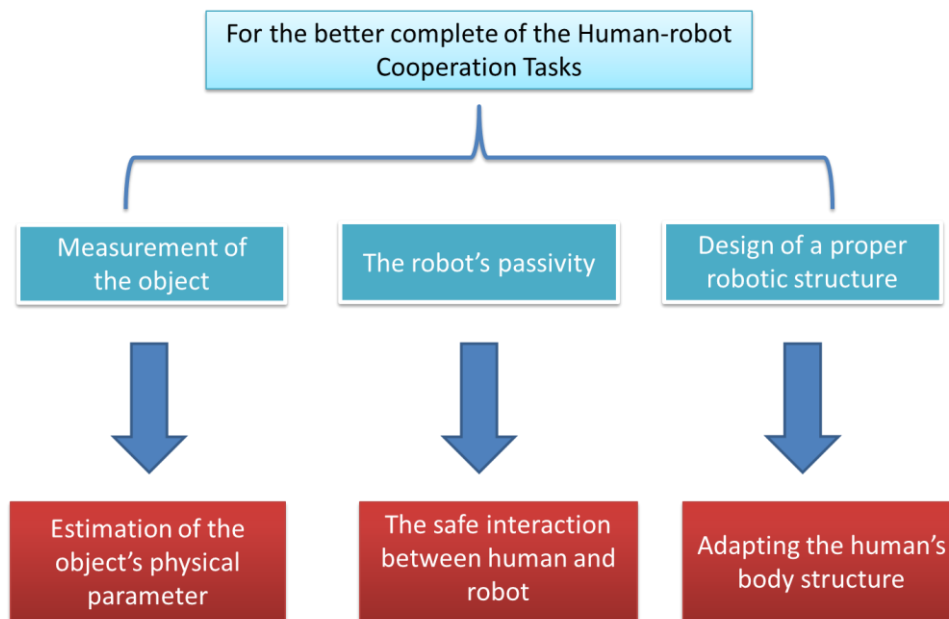 For the better complete of the Human-robot
Cooperation Tasks
Measurement of
the object
The robot's passivity
Design of a proper
robotic structure
Estimation of the
object's physical
parameter
The safe interaction
between human and
robot
Adapting the human's
body structure